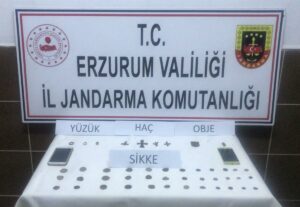 T.C.
ERZURUM VALİLİĞİ
İL JANDARMA KOMUTANLIĞI
YÜZÜK HAÇ OBJE
SİKKE